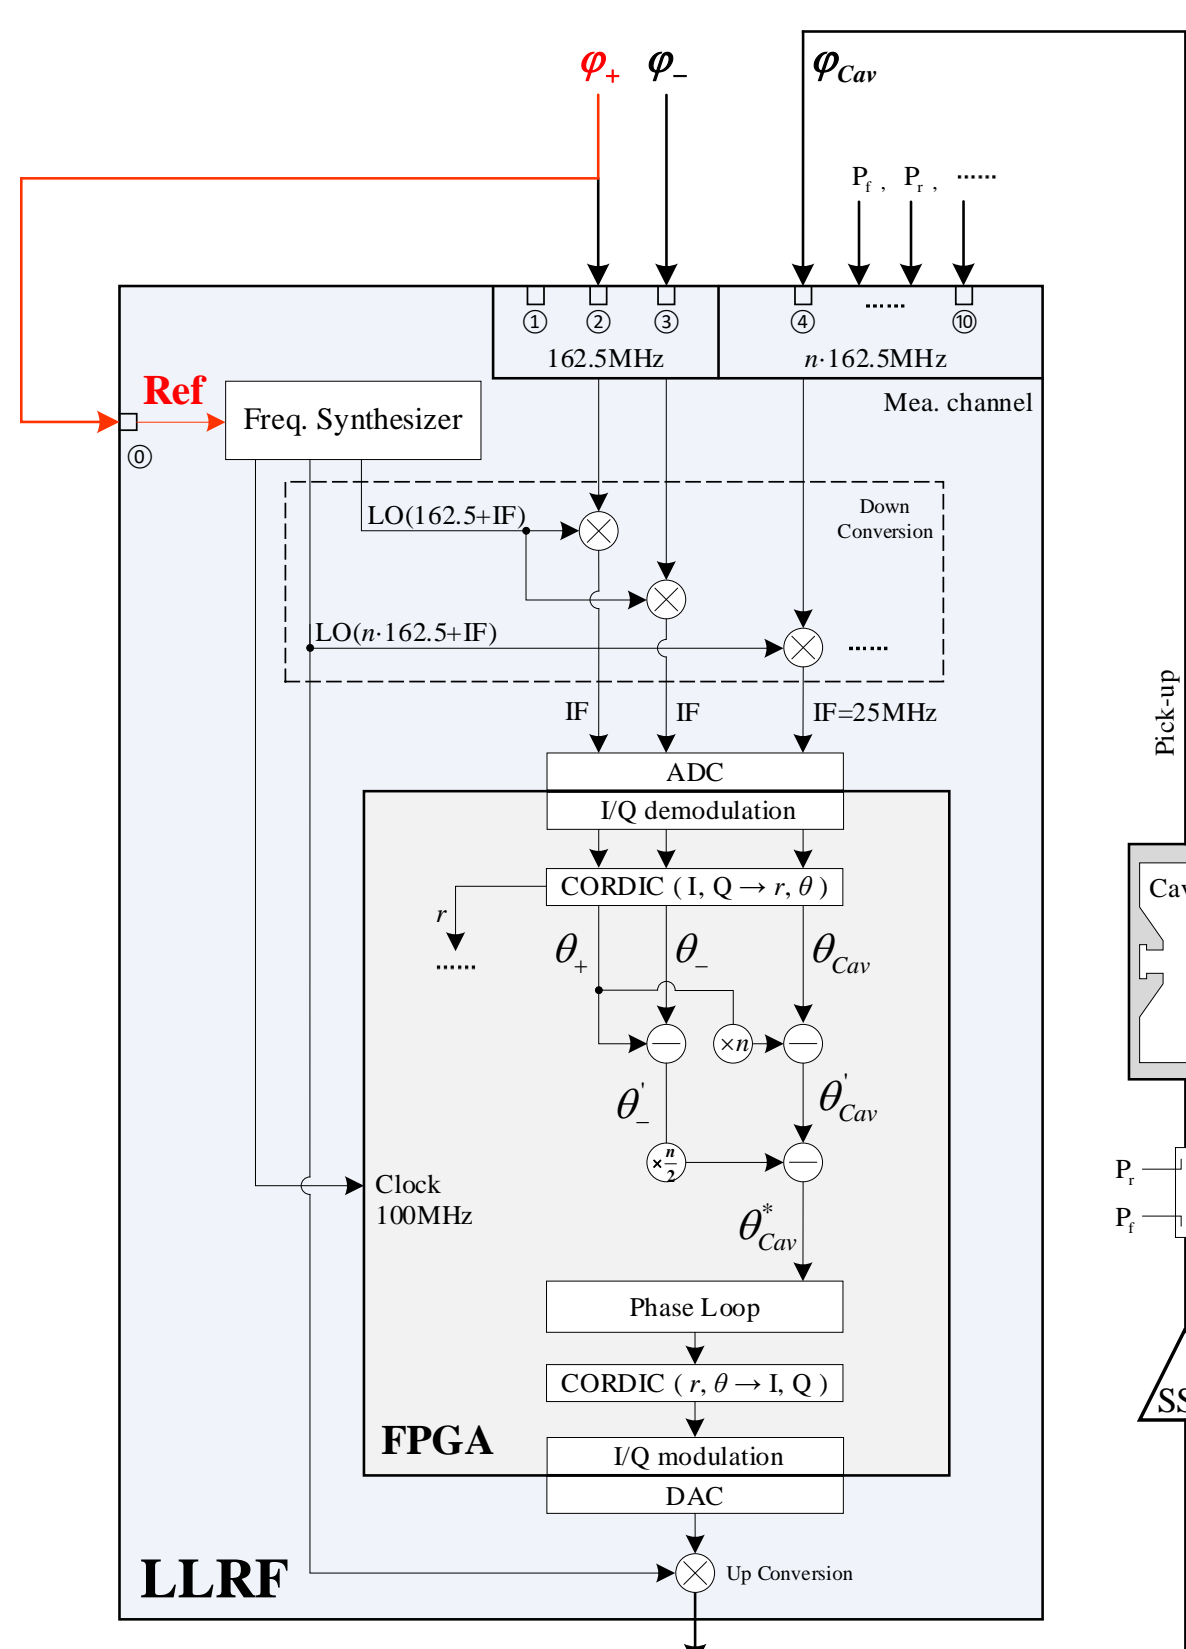 φ+ φ− φCav
Pf , Pr , ······
① ② ③ ④ ······ ⑩
162.5MHz n·162.5MHz
Ref
Mea. channel
Freq. Synthesizer
⓪
Down
Conversion
LO(162.5+IF)
LO(n·162.5+IF)
······
IF IF IF=25MHz
Pick-up
ADC
I/Q demodulation
CORDIC ( I, Q → r, θ )
Cav
r
······
θ+ θ− θCav
×n
θ'− θ'Cav
×n/2
Pr
Pf
Clock
100MHz
θ*Cav
Phase Loop
CORDIC ( r, θ → I, Q )
SS
FPGA
I/Q modulation
DAC
Up Conversion
LLRF